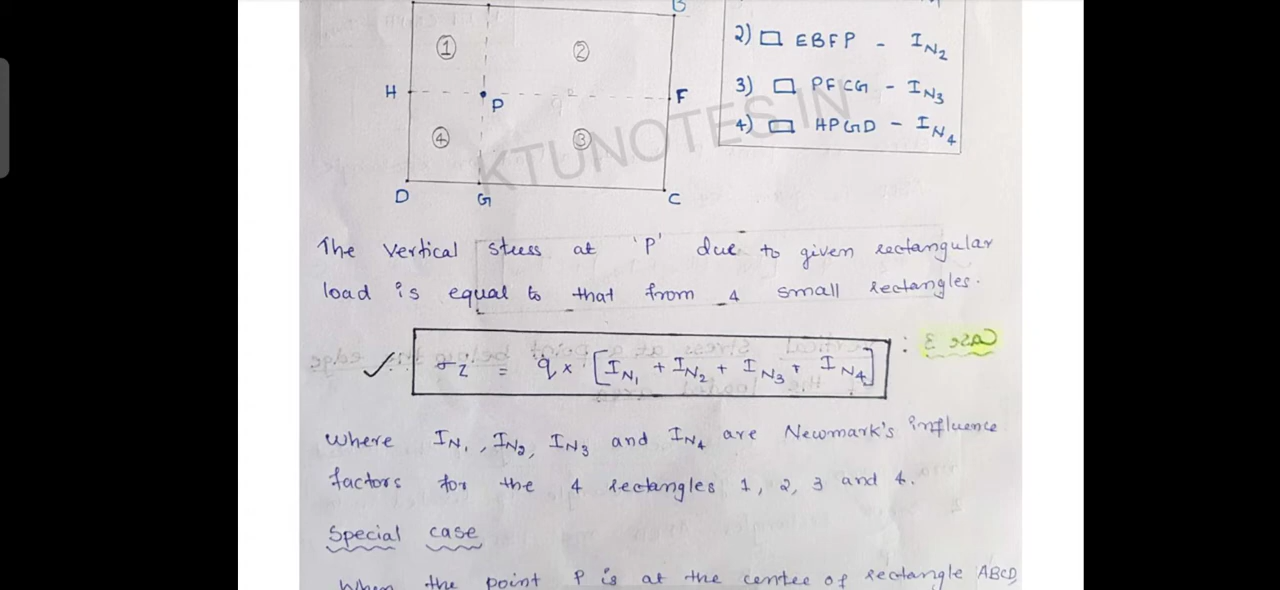 B
2) □ EBFP - IN2
① ②
3) □ PFCG - IN3
H P F
4) □ HPGD - IN4
④ ③
KTUNOTES.IN
D G C
The vertical stress at 'P' due to given rectangular
load is equal to that from 4 small rectangles.
σz = q × [IN1 + IN2 + IN3 + IN4]
Case 3 :
where IN1, IN2, IN3 and IN4 are Newmark's influence
factors for the 4 rectangles 1, 2, 3 and 4.
Special case
When the point P is at the centre of rectangle ABCD